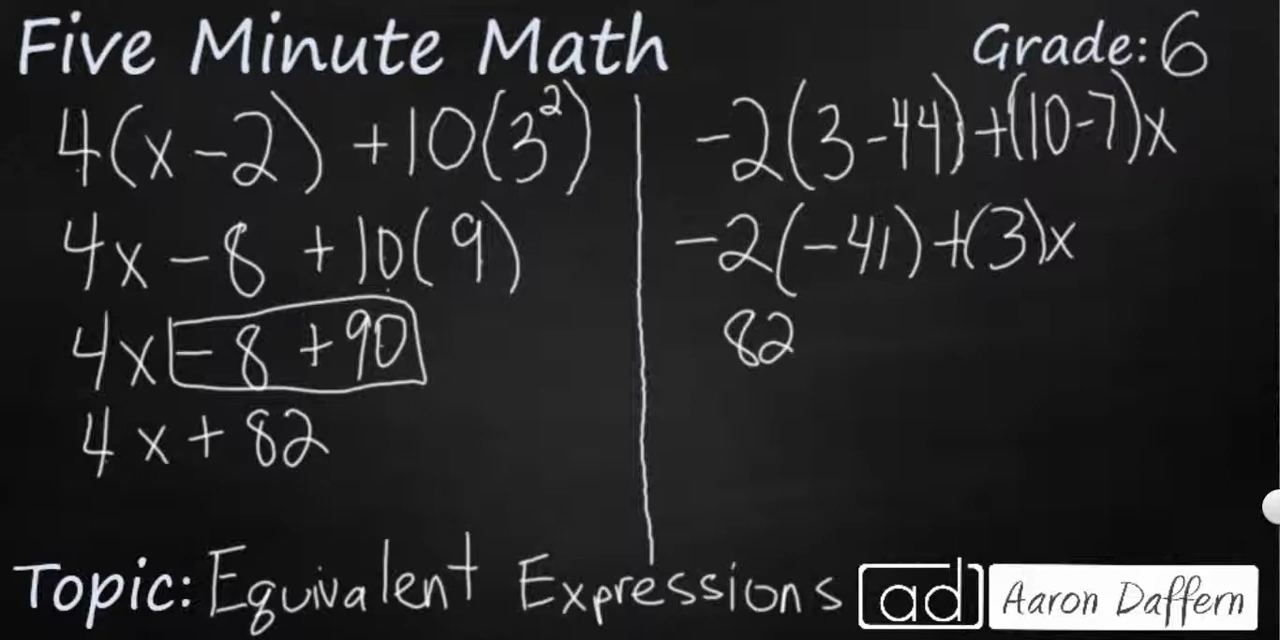 Five Minute Math
Grade: 6
4(x-2) +10(3²)
4x-8 +10(9)
4x-8 +90
4x+82
-2(3-44)+(10-7)x
-2(-41)+(3)x
82
Topic: Equivalent Expressions
ad Aaron Daffern